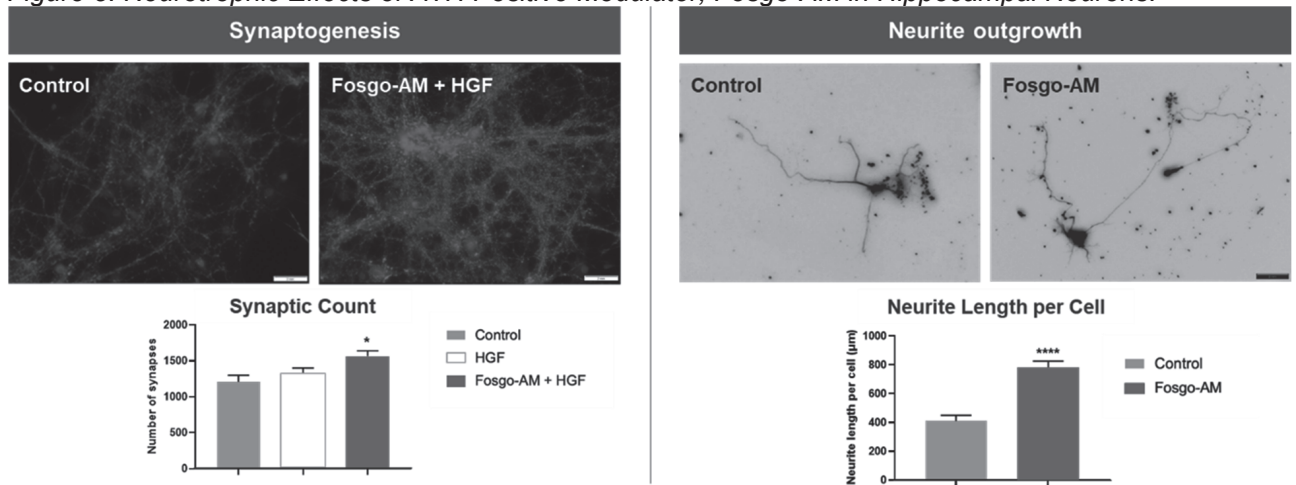 Synaptogenesis
Control
Fosgo-AM + HGF
Synaptic Count
Number of synapses
2000
1500
1000
500
0
*
Control
HGF
Fosgo-AM + HGF
Neurite outgrowth
Control
Fosgo-AM
Neurite Length per Cell
Neurite length per cell (µm)
1000
800
600
400
200
0
****
Control
Fosgo-AM